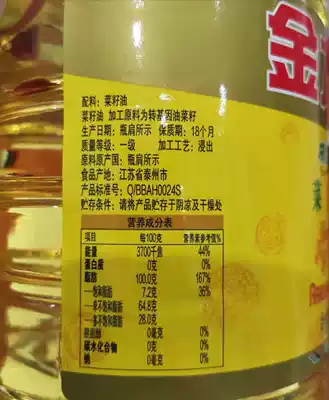 金
配料：菜籽油
菜籽油 加工原料为转基因油菜籽
生产日期：瓶肩所示 保质期：18个月
质量等级：一级 加工工艺：浸出
原料原产国：瓶肩所示
食品产地：江苏省泰州市
产品标准号：Q/BBAH0024S
贮存条件：请将产品贮存于阴凉及干燥处
营养成分表
项目 每100克 营养素参考值%
能量 3700千焦 44%
蛋白质 0克 0%
脂肪 100.0克 167%
—饱和脂肪 7.2克 36%
—单不饱和脂肪 64.8克
—多不饱和脂肪 28.0克
胆固醇 0毫克 0%
碳水化合物 0克 0%
钠 0毫克 0%
菜